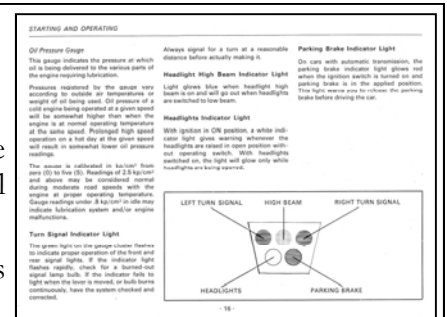 STARTING AND OPERATING
Oil Pressure Gauge
This gauge indicates the pressure at which
oil is being delivered to the various parts of
the engine requiring lubrication.
Pressures registered by the gauge vary
according to outside air temperatures or
weight of oil being used. Oil pressure of a
cold engine being operated at a given speed
will be somewhat higher than when the
engine is at normal operating temperature
at the same speed. Prolonged high speed
operation on a hot day at the given speed
will result in somewhat lower oil pressure
readings.
The gauge is calibrated in kp/cm² from
zero (0) to five (5). Readings of 2.5 kp/cm²
and above may be considered normal
during moderate road speeds with the
engine at proper operating temperature.
Gauge readings under .8 kp/cm² in idle may
indicate lubrication system and/or engine
malfunctions.
Turn Signal Indicator Light
The green light on the gauge cluster flashes
to indicate proper operation of the front and
rear signal lights. If the indicator light
flashes rapidly, check for a burned-out
signal lamp bulb. If the indicator fails to
light when the lever is moved, or bulb burns
continuously, have the system checked and
corrected.
Always signal for a turn at a reasonable
distance before actually making it.
Headlight High Beam Indicator Light
Light glows blue when headlight high
beam is on and will go out when headlights
are switched to low beam.
Headlights Indicator Light
With ignition in ON position, a white indi-
cator light gives warning whenever the
headlights are raised in open position with-
out operating switch. With headlights
switched on, the light will glow only while
headlights are being opened.
Parking Brake Indicator Light
On cars with automatic transmission, the
parking brake indicator light glows red
when the ignition switch is turned on and
parking brake is in the applied position.
This light warns you to release the parking
brake before driving the car.
LEFT TURN SIGNAL HIGH BEAM RIGHT TURN SIGNAL
HEADLIGHTS PARKING BRAKE
- 16 -